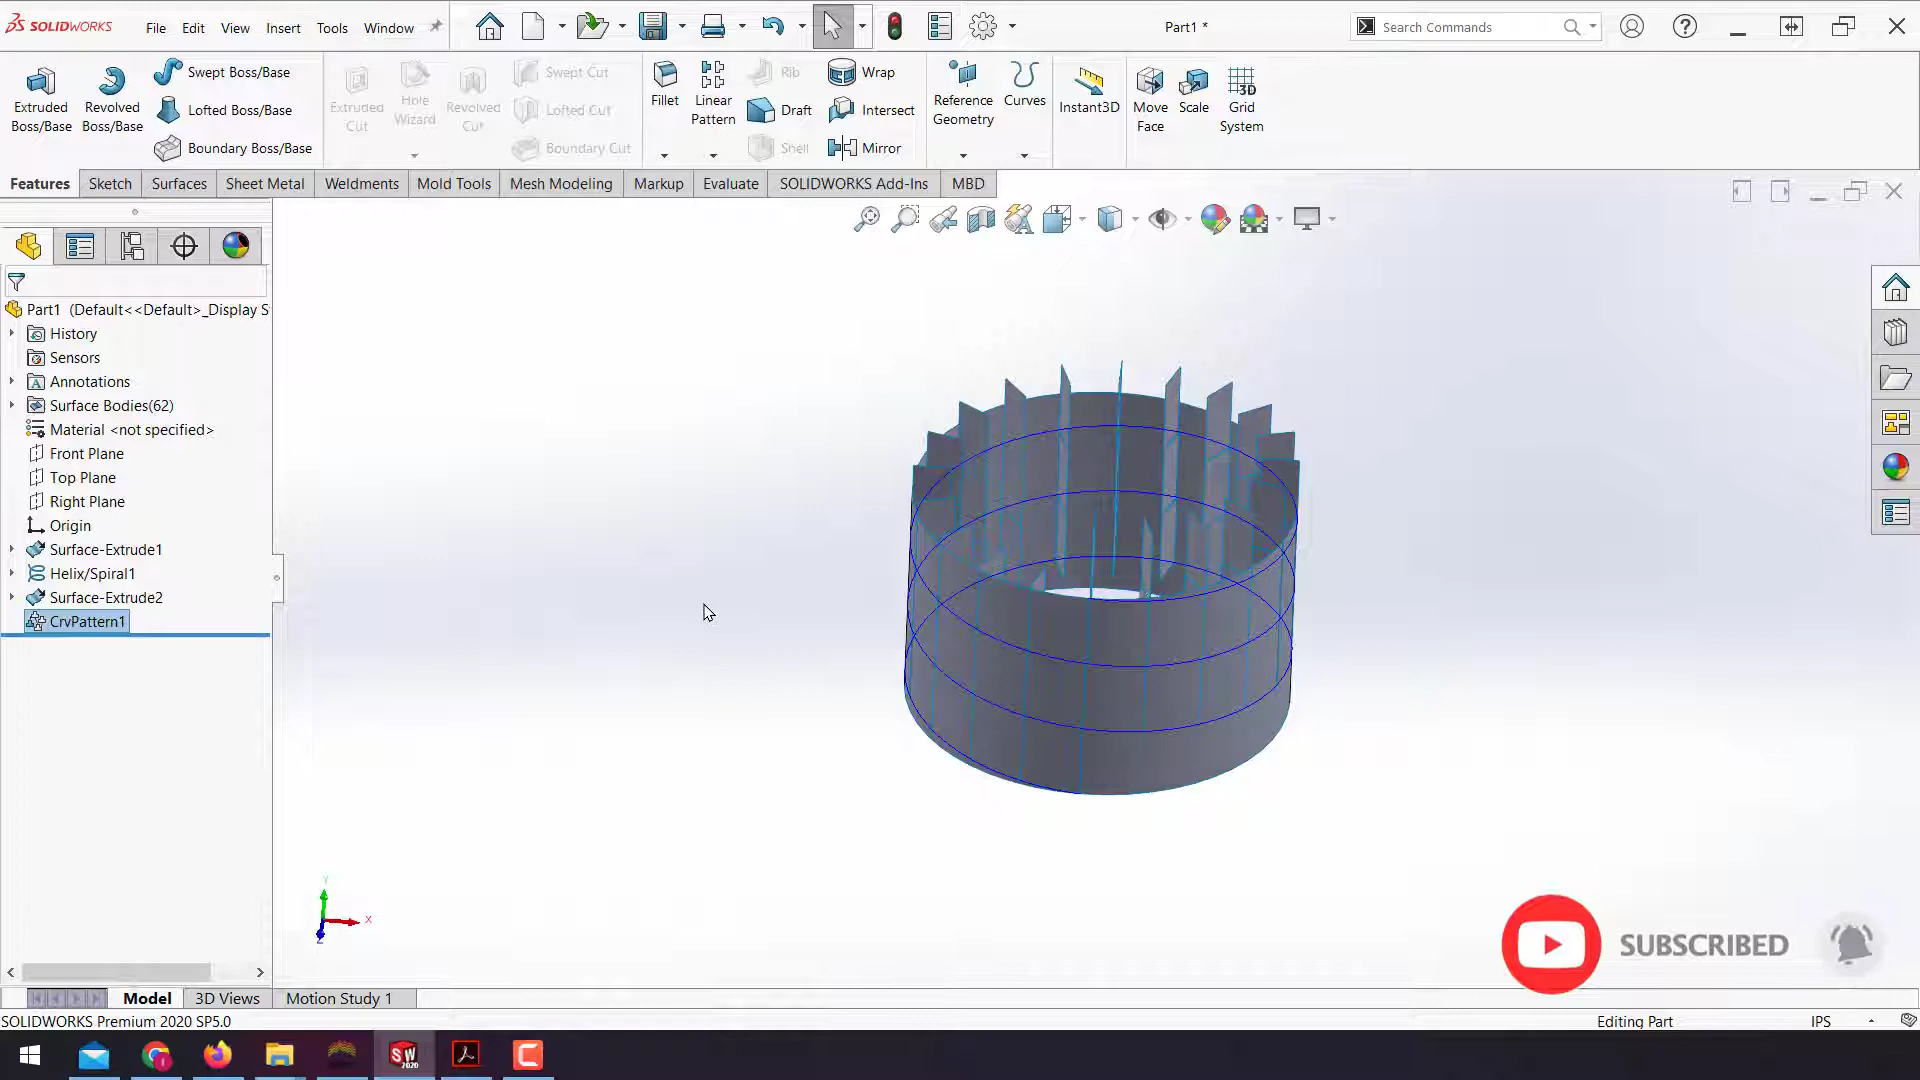 SOLIDWORKS File Edit View Insert Tools Window Part1 * Search Commands
Extruded Boss/Base
Revolved Boss/Base
Swept Boss/Base
Lofted Boss/Base
Boundary Boss/Base
Extruded Cut
Hole Wizard
Revolved Cut
Swept Cut
Lofted Cut
Boundary Cut
Fillet
Linear Pattern
Rib
Draft
Shell
Wrap
Intersect
Mirror
Reference Geometry
Curves
Instant3D
Move Face
Scale
Grid System
Features Sketch Surfaces Sheet Metal Weldments Mold Tools Mesh Modeling Markup Evaluate SOLIDWORKS Add-Ins MBD
Part1 (Default<<Default>_Display S
History
Sensors
Annotations
Surface Bodies(62)
Material <not specified>
Front Plane
Top Plane
Right Plane
Origin
Surface-Extrude1
Helix/Spiral1
Surface-Extrude2
CrvPattern1
Y
X
Z
SUBSCRIBED
Model 3D Views Motion Study 1
SOLIDWORKS Premium 2020 SP5.0 Editing Part IPS
SW 2020